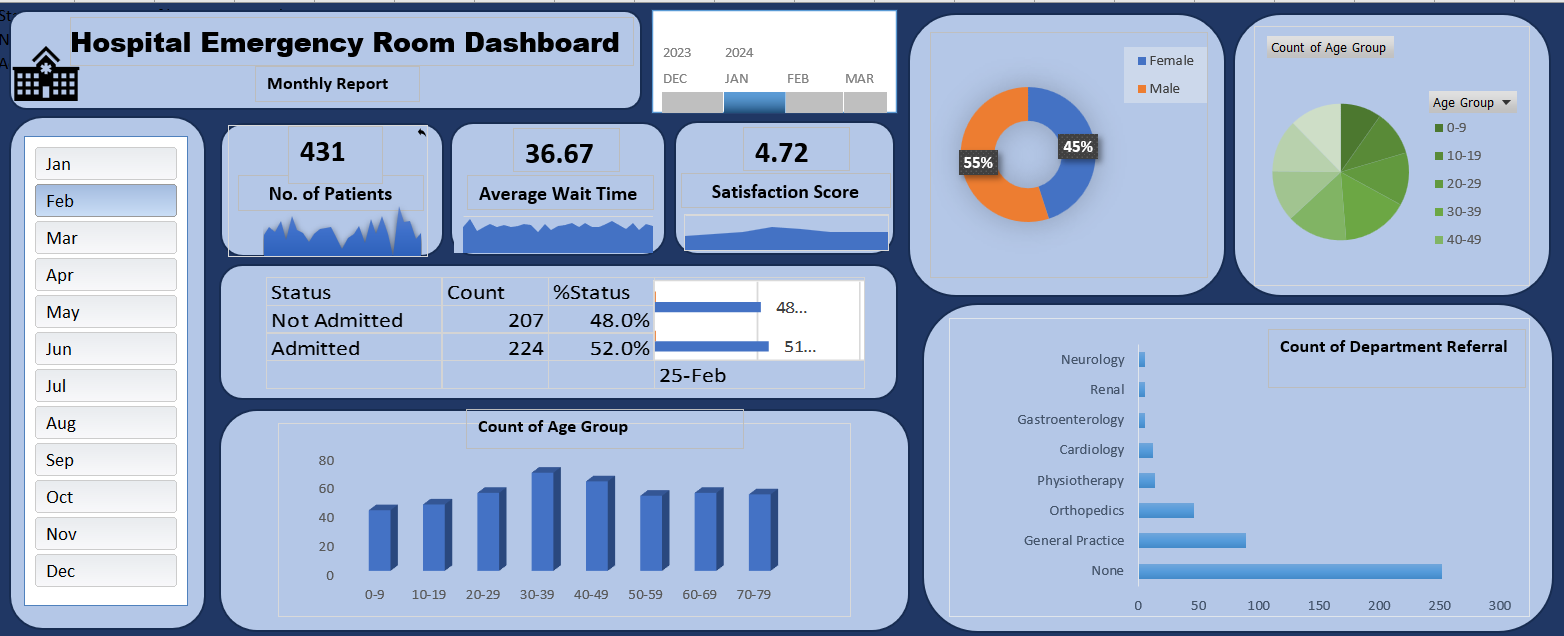 St
N
A
Hospital Emergency Room Dashboard
Monthly Report
2023 2024
DEC JAN FEB MAR
Jan
Feb
Mar
Apr
May
Jun
Jul
Aug
Sep
Oct
Nov
Dec
431
No. of Patients
36.67
Average Wait Time
4.72
Satisfaction Score
Status Count %Status
Not Admitted 207 48.0%
Admitted 224 52.0%
48...
51...
25-Feb
Count of Age Group
80
60
40
20
0
0-9 10-19 20-29 30-39 40-49 50-59 60-69 70-79
Female
Male
45%
55%
Count of Age Group
Age Group
0-9
10-19
20-29
30-39
40-49
Count of Department Referral
Neurology
Renal
Gastroenterology
Cardiology
Physiotherapy
Orthopedics
General Practice
None
0 50 100 150 200 250 300